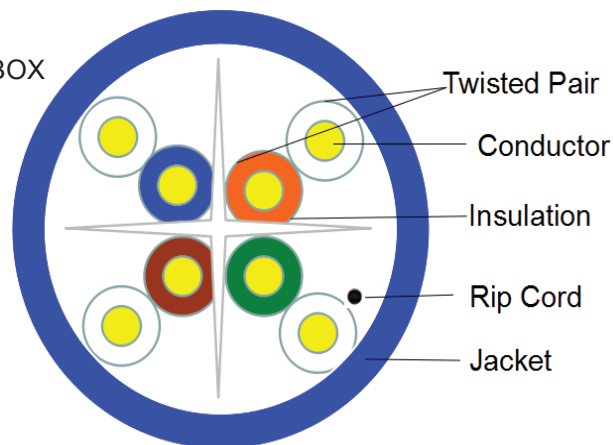 BOX
Twisted Pair
Conductor
Insulation
Rip Cord
Jacket